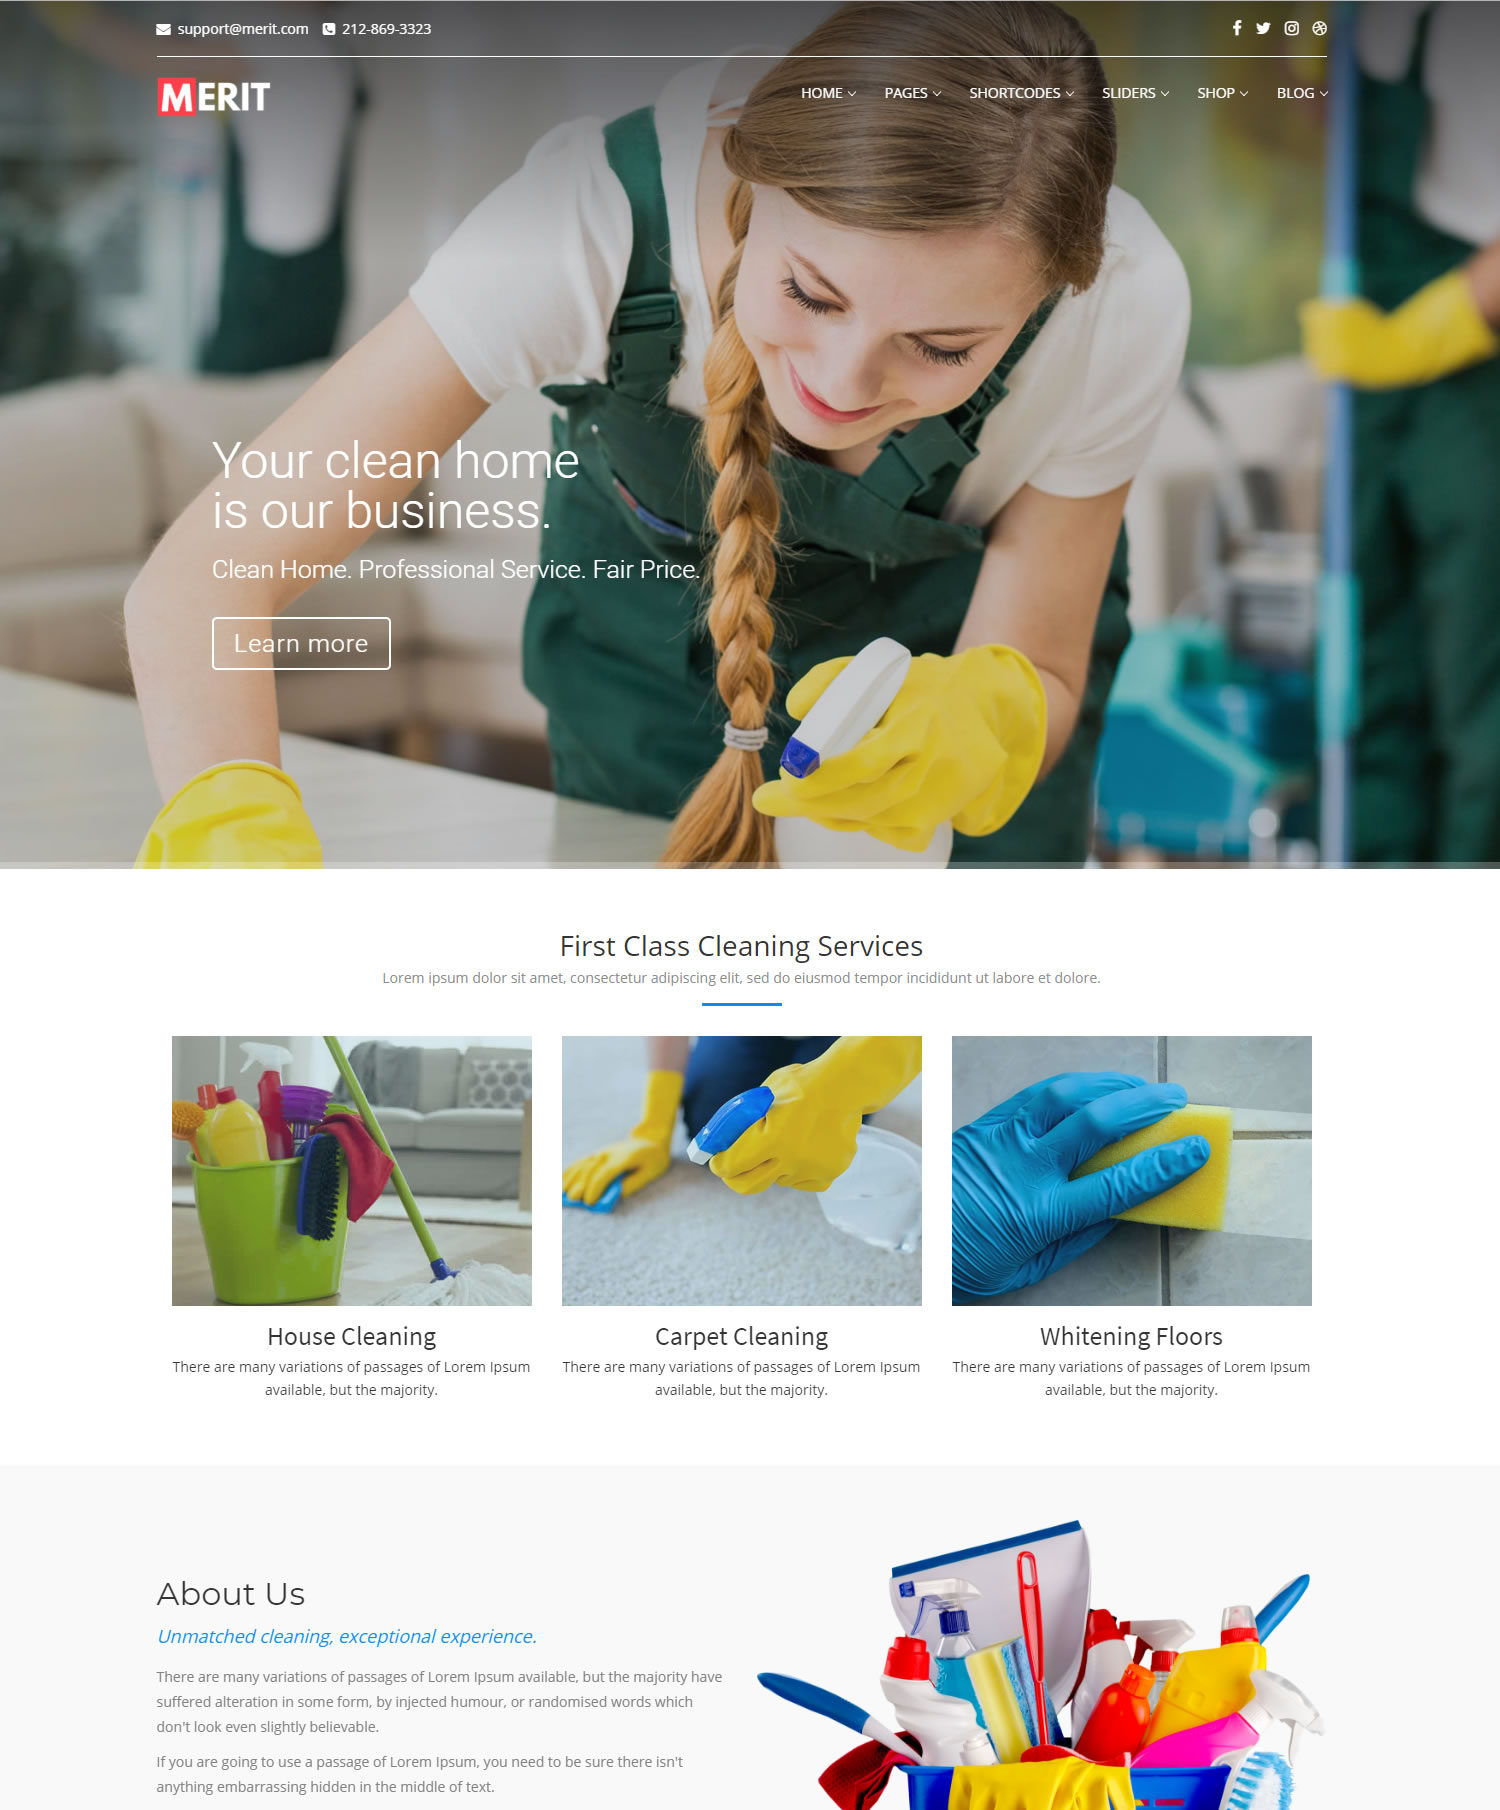 support@merit.com 212-869-3323
MERIT
HOME PAGES SHORTCODES SLIDERS SHOP BLOG
Your clean home
is our business.
Clean Home. Professional Service. Fair Price.
Learn more
First Class Cleaning Services
Lorem ipsum dolor sit amet, consectetur adipiscing elit, sed do eiusmod tempor incididunt ut labore et dolore.
House Cleaning
There are many variations of passages of Lorem Ipsum
available, but the majority.
Carpet Cleaning
There are many variations of passages of Lorem Ipsum
available, but the majority.
Whitening Floors
There are many variations of passages of Lorem Ipsum
available, but the majority.
About Us
Unmatched cleaning, exceptional experience.
There are many variations of passages of Lorem Ipsum available, but the majority have
suffered alteration in some form, by injected humour, or randomised words which
don't look even slightly believable.
If you are going to use a passage of Lorem Ipsum, you need to be sure there isn't
anything embarrassing hidden in the middle of text.